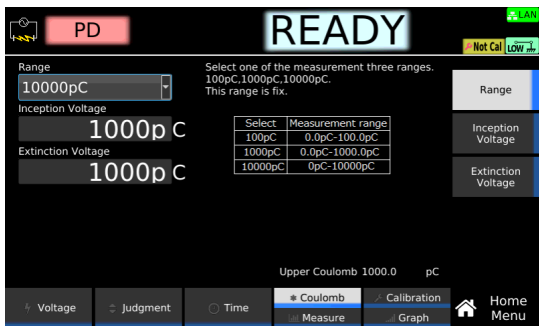 PD
READY
LAN
Not Cal
LOW
Range
10000pC
Inception Voltage
1000p C
Extinction Voltage
1000p C
Select one of the measurement three ranges.
100pC,1000pC,10000pC.
This range is fix.
Select Measurement range
100pC 0.0pC-100.0pC
1000pC 0.0pC-1000.0pC
10000pC 0pC-10000pC
Upper Coulomb 1000.0 pC
Range
Inception
Voltage
Extinction
Voltage
Voltage
Judgment
Time
Coulomb
Measure
Calibration
Graph
Home
Menu